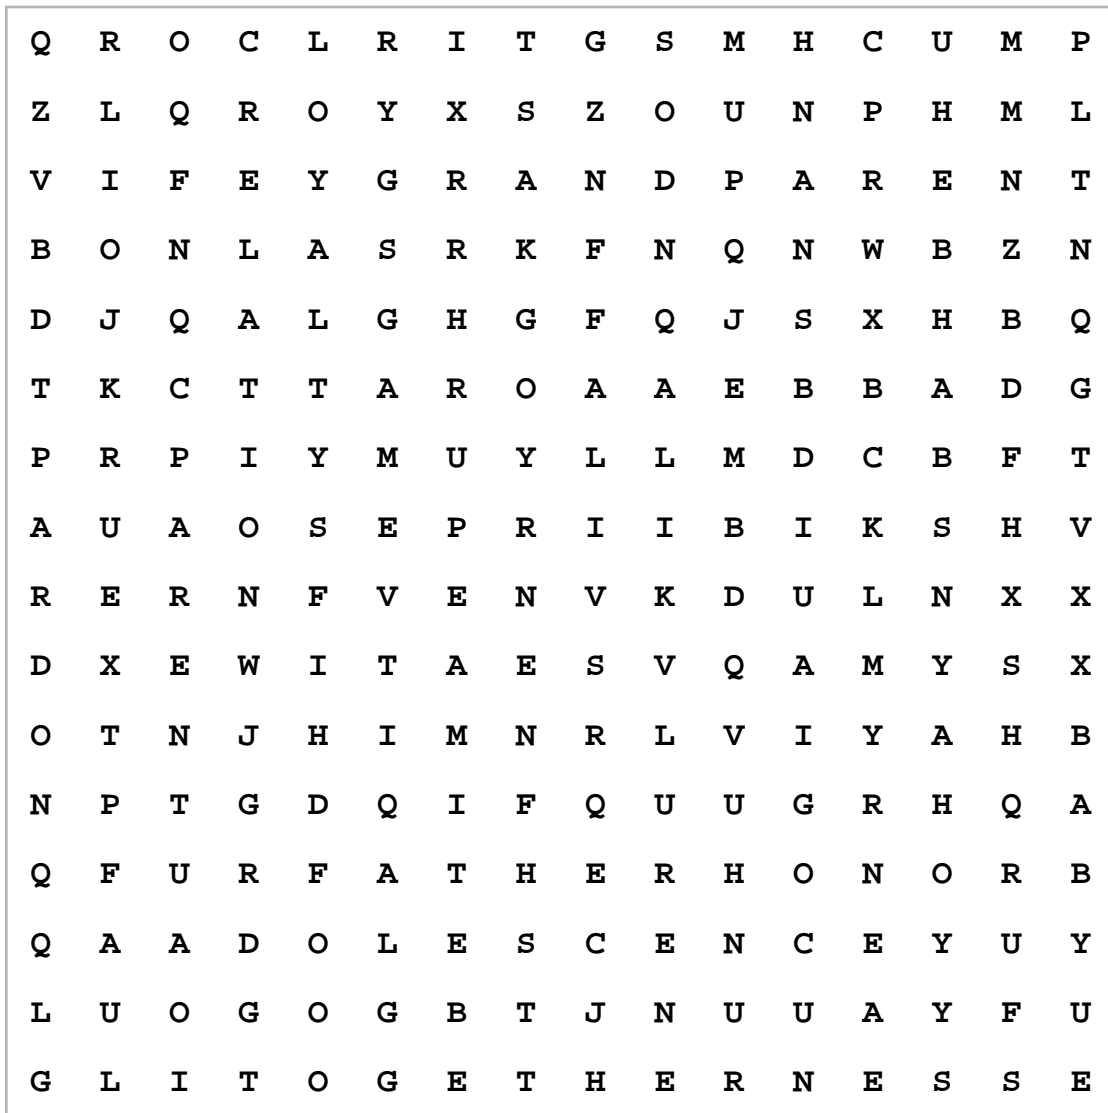 Q R O C L R I T G S M H C U M P
Z L Q R O Y X S Z O U N P H M L
V I F E Y G R A N D P A R E N T
B O N L A S R K F N Q N W B Z N
D J Q A L G H G F Q J S X H B Q
T K C T T A R O A A E B B A D G
P R P I Y M U Y L L M D C B F T
A U A O S E P R I I B I K S H V
R E R N F V E N V K D U L N X X
D X E W I T A E S V Q A M Y S X
O T N J H I M N R L V I Y A H B
N P T G D Q I F Q U U G R H Q A
Q F U R F A T H E R H O N O R B
Q A A D O L E S C E N C E Y U Y
L U O G O G B T J N U U A Y F U
G L I T O G E T H E R N E S S E